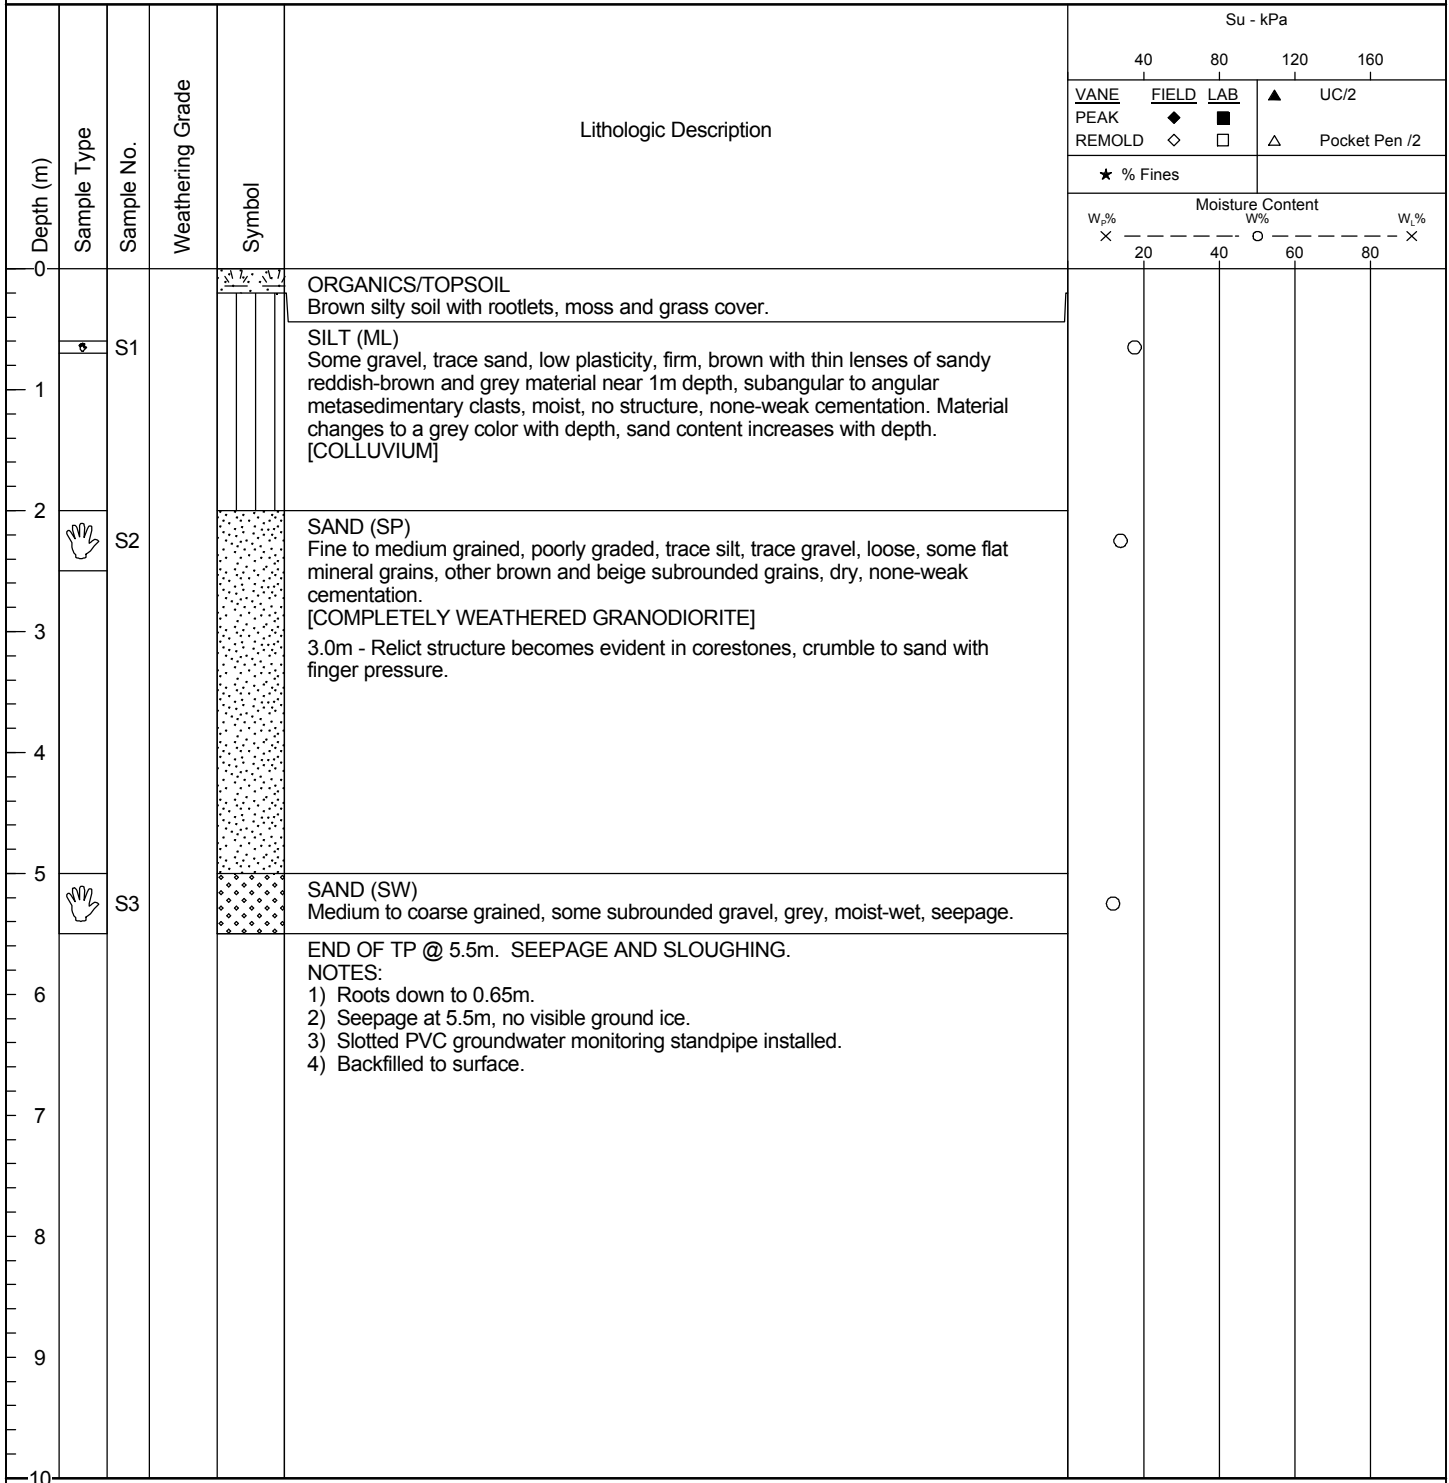 Su - kPa
40 80 120 160
Depth (m)
Sample Type
Sample No.
Weathering Grade
Symbol
Lithologic Description
VANE FIELD LAB ▲ UC/2
PEAK ◆ ■
REMOLD ◇ □ △ Pocket Pen /2
★ % Fines
Moisture Content
W_P% W% W_L%
20 40 60 80
0
ORGANICS/TOPSOIL
Brown silty soil with rootlets, moss and grass cover.
SILT (ML)
S1
Some gravel, trace sand, low plasticity, firm, brown with thin lenses of sandy
reddish-brown and grey material near 1m depth, subangular to angular
1
metasedimentary clasts, moist, no structure, none-weak cementation. Material
changes to a grey color with depth, sand content increases with depth.
[COLLUVIUM]
2
SAND (SP)
S2
Fine to medium grained, poorly graded, trace silt, trace gravel, loose, some flat
mineral grains, other brown and beige subrounded grains, dry, none-weak
cementation.
[COMPLETELY WEATHERED GRANODIORITE]
3
3.0m - Relict structure becomes evident in corestones, crumble to sand with
finger pressure.
4
5
SAND (SW)
S3
Medium to coarse grained, some subrounded gravel, grey, moist-wet, seepage.
END OF TP @ 5.5m. SEEPAGE AND SLOUGHING.
NOTES:
6
1) Roots down to 0.65m.
2) Seepage at 5.5m, no visible ground ice.
3) Slotted PVC groundwater monitoring standpipe installed.
4) Backfilled to surface.
7
8
9
10